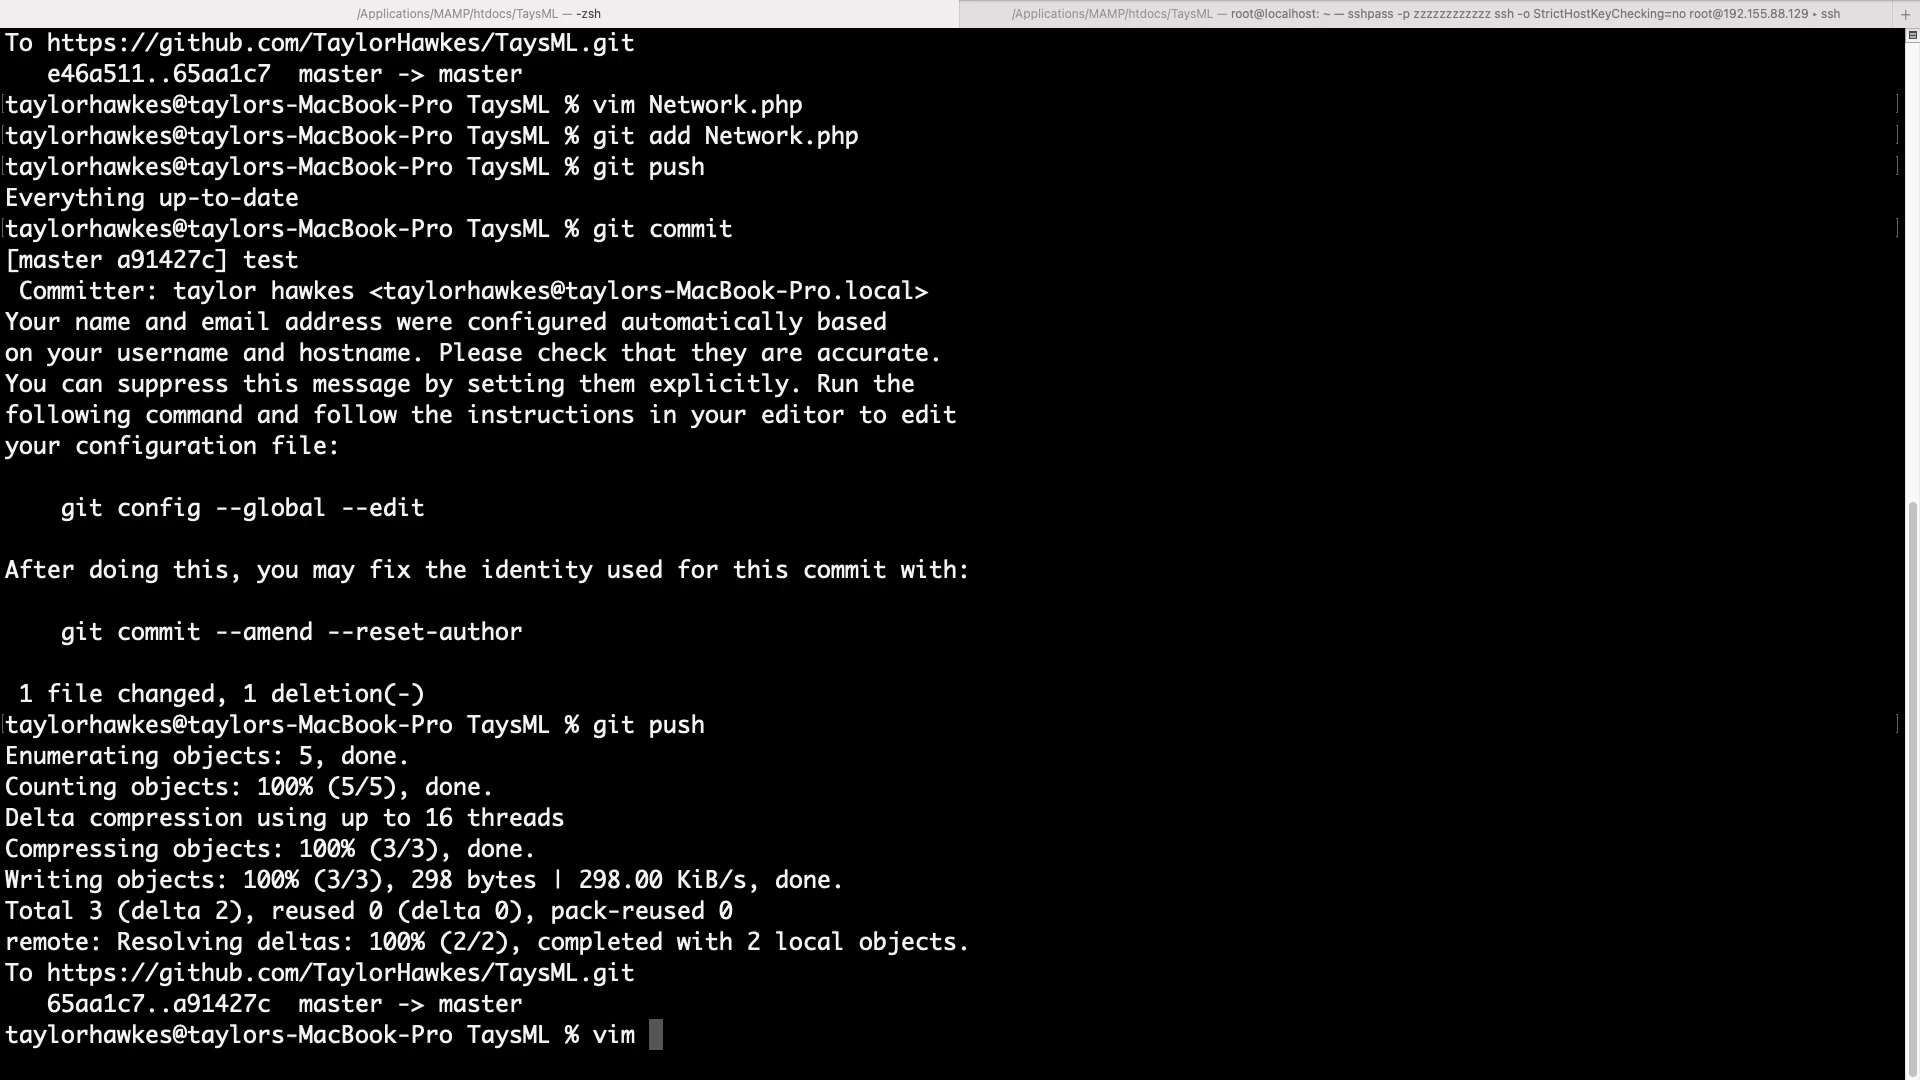 /Applications/MAMP/htdocs/TaysML — -zsh
/Applications/MAMP/htdocs/TaysML — root@localhost: ~ — sshpass -p zzzzzzzzzzzz ssh -o StrictHostKeyChecking=no root@192.155.88.129 ▸ ssh
To https://github.com/TaylorHawkes/TaysML.git
   e46a511..65aa1c7  master -> master
taylorhawkes@taylors-MacBook-Pro TaysML % vim Network.php
taylorhawkes@taylors-MacBook-Pro TaysML % git add Network.php
taylorhawkes@taylors-MacBook-Pro TaysML % git push
Everything up-to-date
taylorhawkes@taylors-MacBook-Pro TaysML % git commit
[master a91427c] test
 Committer: taylor hawkes <taylorhawkes@taylors-MacBook-Pro.local>
Your name and email address were configured automatically based
on your username and hostname. Please check that they are accurate.
You can suppress this message by setting them explicitly. Run the
following command and follow the instructions in your editor to edit
your configuration file:
    git config --global --edit
After doing this, you may fix the identity used for this commit with:
    git commit --amend --reset-author
 1 file changed, 1 deletion(-)
taylorhawkes@taylors-MacBook-Pro TaysML % git push
Enumerating objects: 5, done.
Counting objects: 100% (5/5), done.
Delta compression using up to 16 threads
Compressing objects: 100% (3/3), done.
Writing objects: 100% (3/3), 298 bytes | 298.00 KiB/s, done.
Total 3 (delta 2), reused 0 (delta 0), pack-reused 0
remote: Resolving deltas: 100% (2/2), completed with 2 local objects.
To https://github.com/TaylorHawkes/TaysML.git
   65aa1c7..a91427c  master -> master
taylorhawkes@taylors-MacBook-Pro TaysML % vim